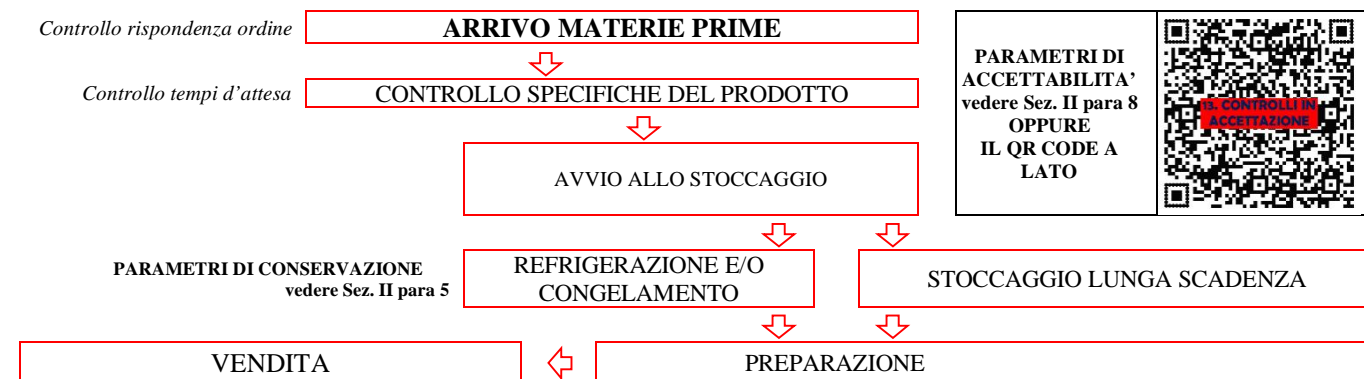 Controllo rispondenza ordine
ARRIVO MATERIE PRIME
Controllo tempi d'attesa
CONTROLLO SPECIFICHE DEL PRODOTTO
AVVIO ALLO STOCCAGGIO
PARAMETRI DI
ACCETTABILITA'
vedere Sez. II para 8
OPPURE
IL QR CODE A
LATO
13. CONTROLLI IN
ACCETTAZIONE
PARAMETRI DI CONSERVAZIONE
vedere Sez. II para 5
REFRIGERAZIONE E/O
CONGELAMENTO
STOCCAGGIO LUNGA SCADENZA
VENDITA
PREPARAZIONE